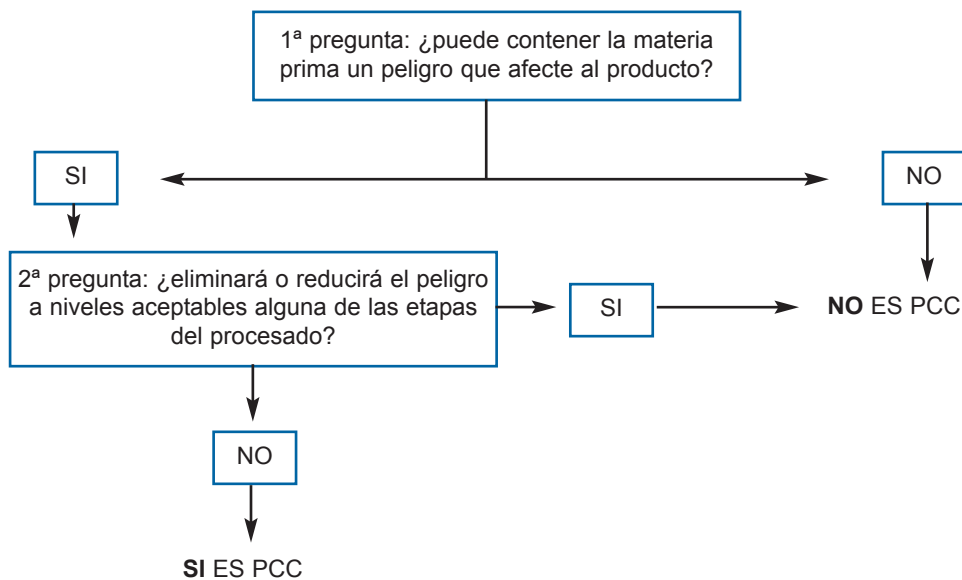 1ª pregunta: ¿puede contener la materia
prima un peligro que afecte al producto?
SI
NO
2ª pregunta: ¿eliminará o reducirá el peligro
a niveles aceptables alguna de las etapas
del procesado?
SI
NO ES PCC
NO
SI ES PCC